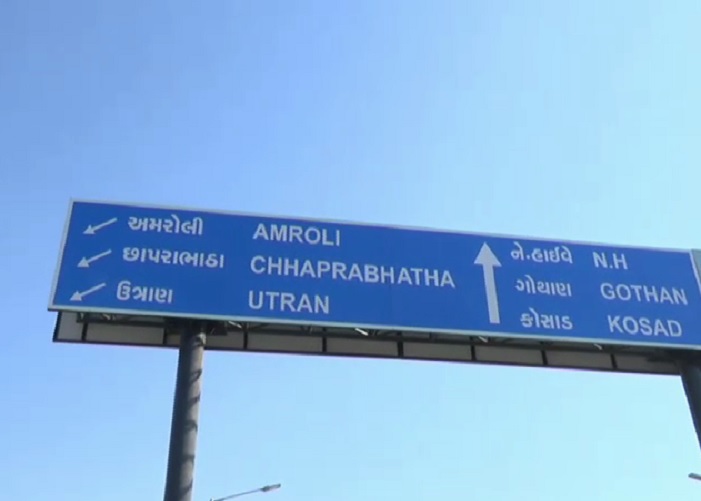 અમરોલી AMROLI
છાપરાભાઠા CHHAPRABHATHA
ઉત્રાણ UTRAN
ને.હાઈવે N.H
ગોથાણ GOTHAN
કોસાડ KOSAD